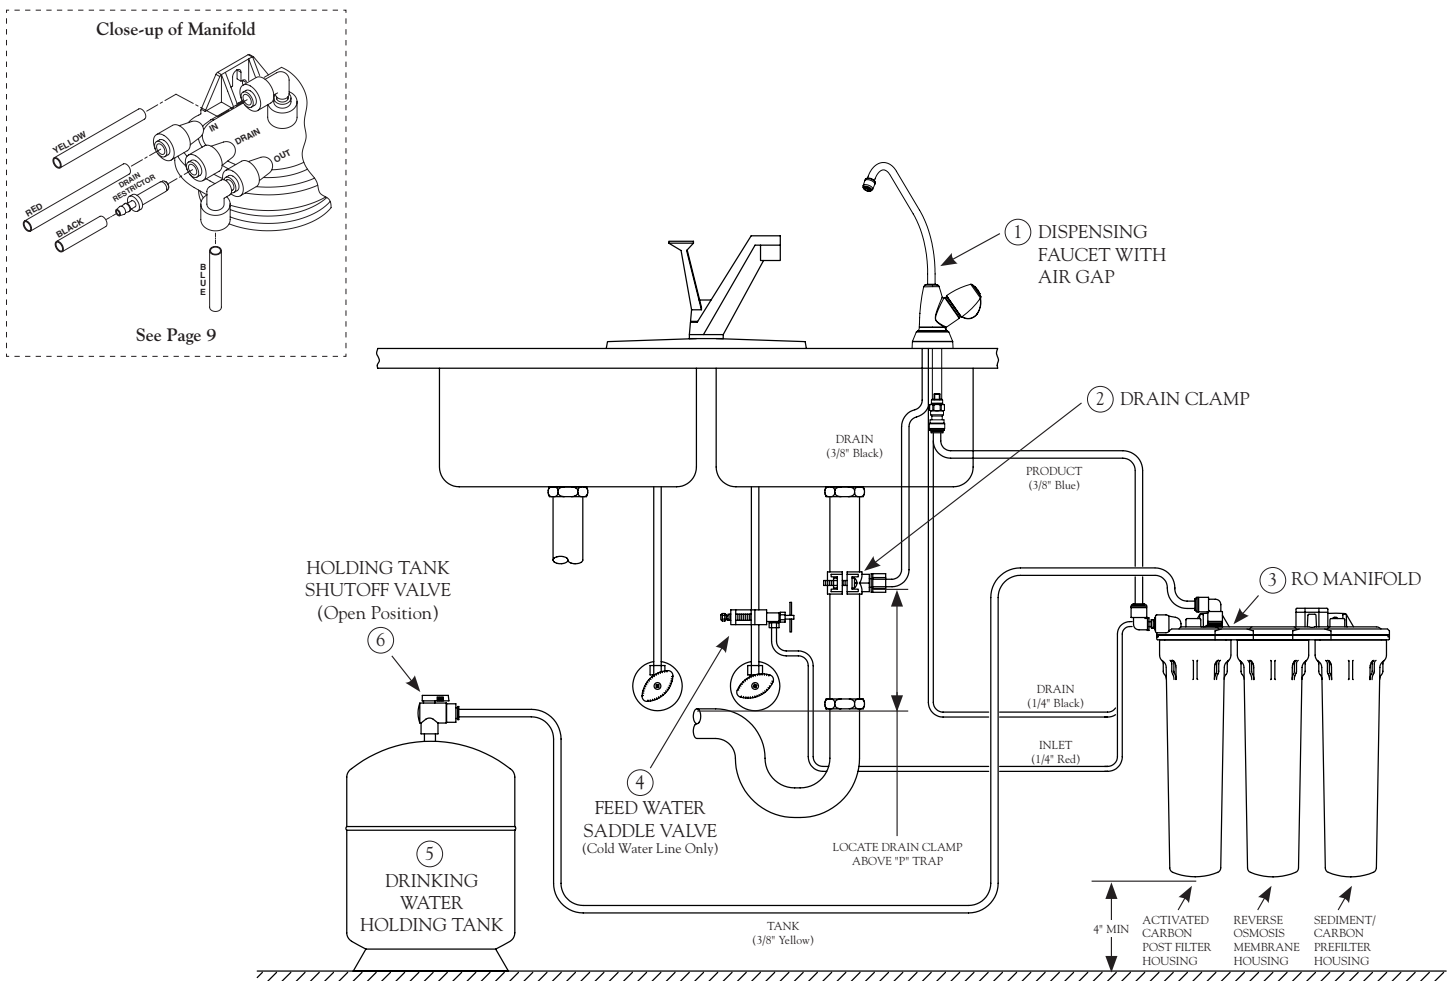 Close-up of Manifold
YELLOW
RED
BLACK
DRAIN
RESTRICTOR
IN
DRAIN
OUT
BLUE
See Page 9
1 DISPENSING
FAUCET WITH
AIR GAP
2 DRAIN CLAMP
DRAIN
(3/8" Black)
PRODUCT
(3/8" Blue)
HOLDING TANK
SHUTOFF VALVE
(Open Position)
6
3 RO MANIFOLD
DRAIN
(1/4" Black)
INLET
(1/4" Red)
4
FEED WATER
SADDLE VALVE
(Cold Water Line Only)
LOCATE DRAIN CLAMP
ABOVE "P" TRAP
5
DRINKING
WATER
HOLDING TANK
TANK
(3/8" Yellow)
4" MIN
ACTIVATED
CARBON
POST FILTER
HOUSING
REVERSE
OSMOSIS
MEMBRANE
HOUSING
SEDIMENT/
CARBON
PREFILTER
HOUSING